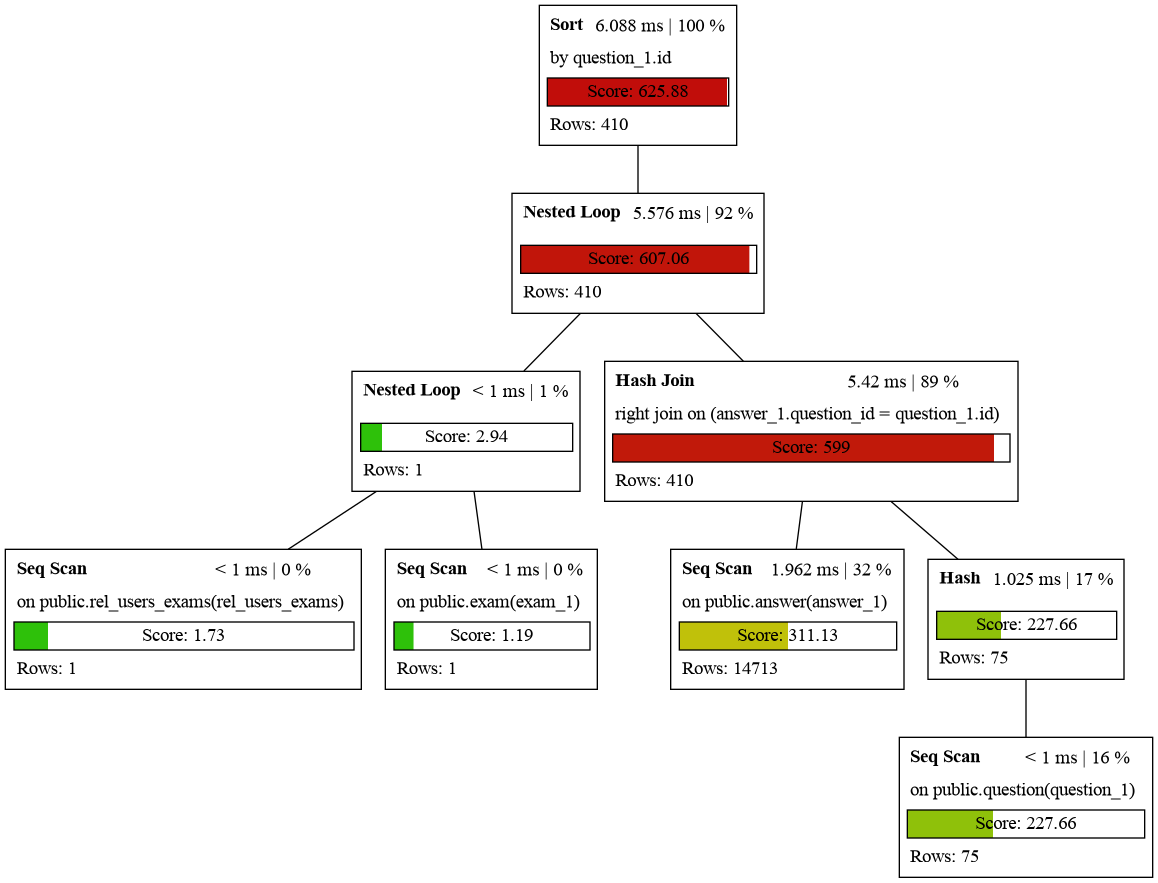 Sort 6.088 ms | 100 %
by question_1.id
Score: 625.88
Rows: 410
Nested Loop 5.576 ms | 92 %
Score: 607.06
Rows: 410
Nested Loop < 1 ms | 1 %
Score: 2.94
Rows: 1
Hash Join 5.42 ms | 89 %
right join on (answer_1.question_id = question_1.id)
Score: 599
Rows: 410
Seq Scan < 1 ms | 0 %
on public.rel_users_exams(rel_users_exams)
Score: 1.73
Rows: 1
Seq Scan < 1 ms | 0 %
on public.exam(exam_1)
Score: 1.19
Rows: 1
Seq Scan 1.962 ms | 32 %
on public.answer(answer_1)
Score: 311.13
Rows: 14713
Hash 1.025 ms | 17 %
Score: 227.66
Rows: 75
Seq Scan < 1 ms | 16 %
on public.question(question_1)
Score: 227.66
Rows: 75